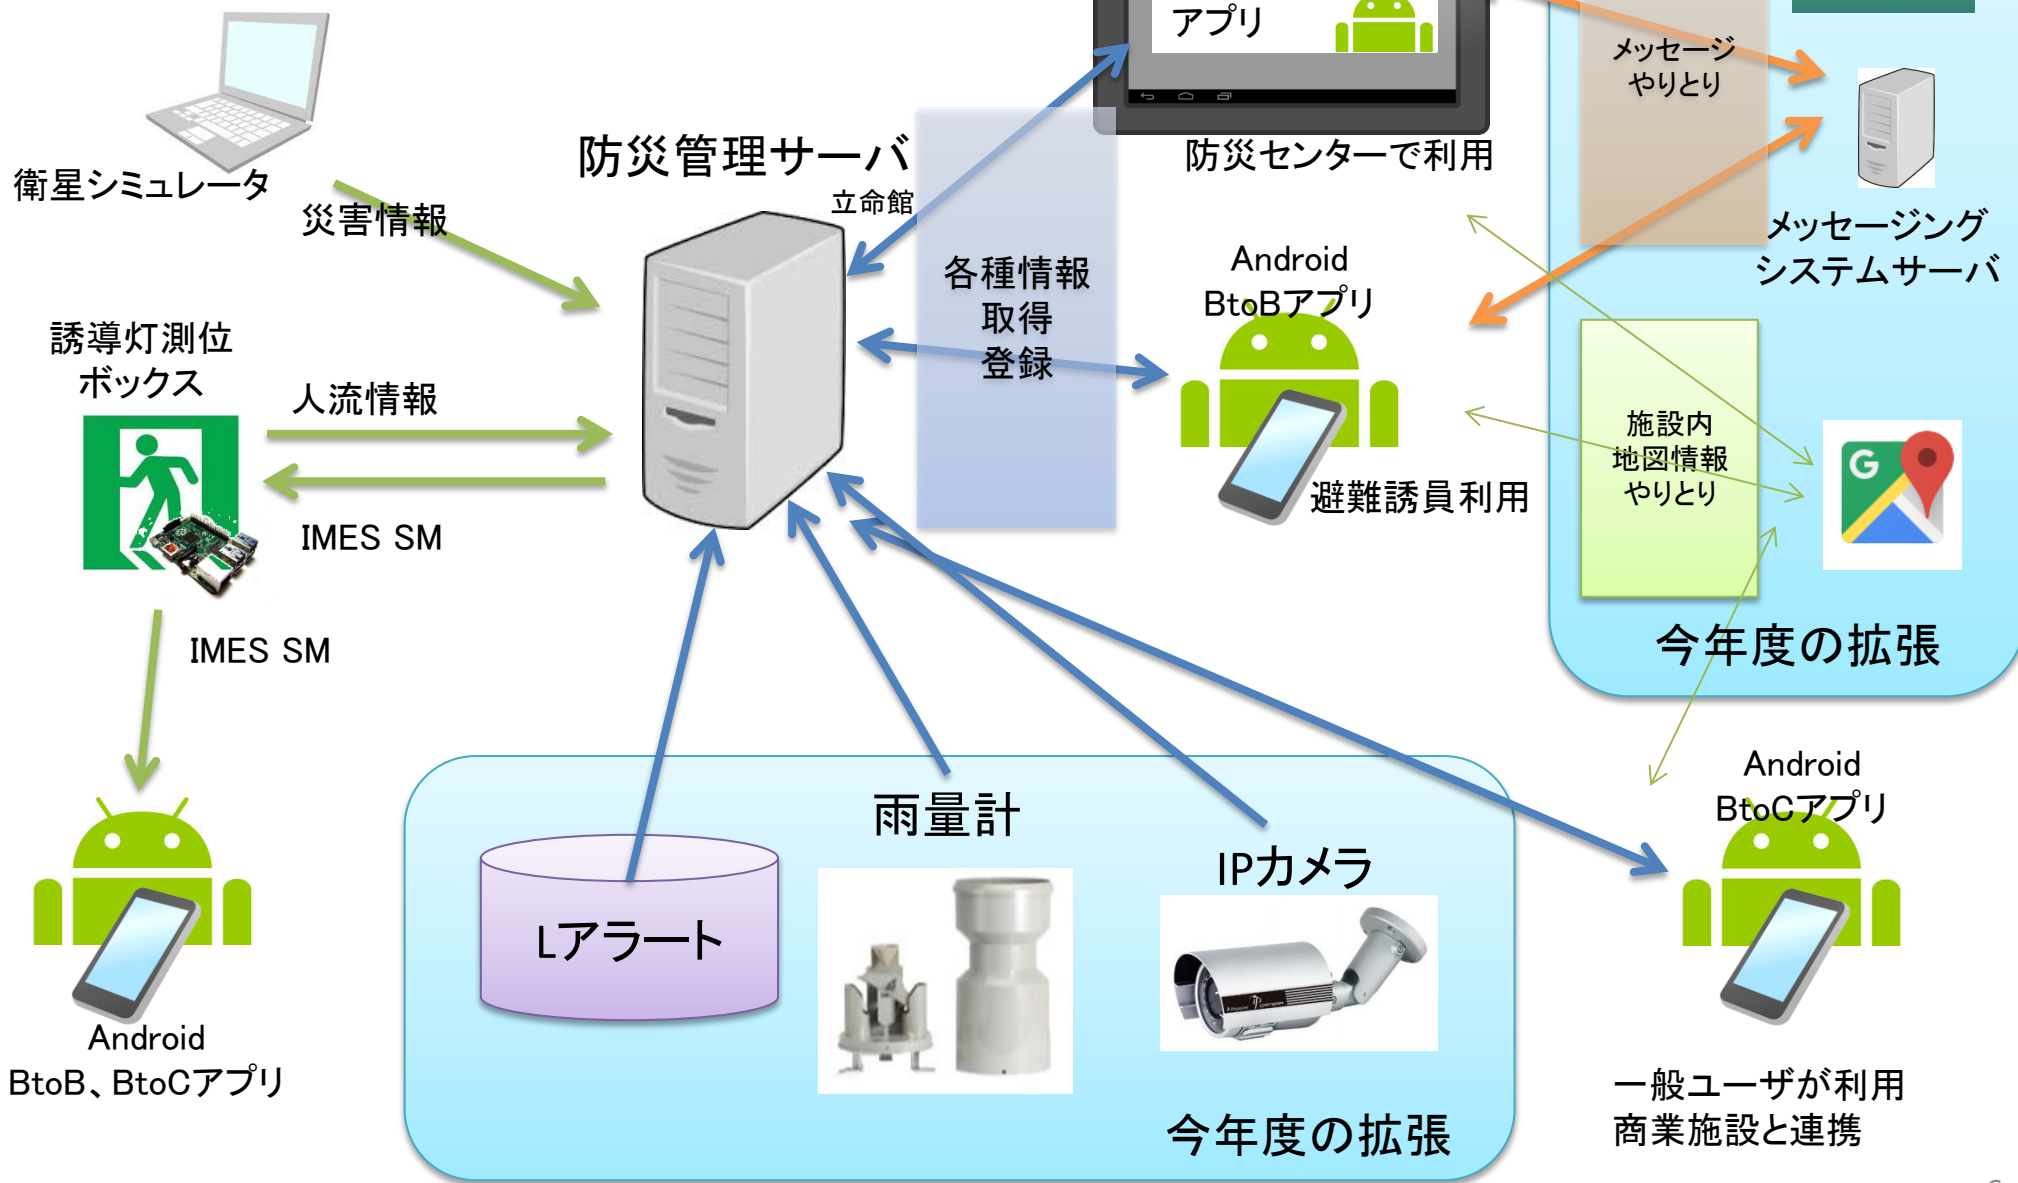 アプリ
メッセージ
やりとり
防災管理サーバ
立命館
防災センターで利用
衛星シミュレータ
災害情報
メッセージング
システムサーバ
各種情報
取得
登録
Android
BtoBアプリ
誘導灯測位
ボックス
人流情報
施設内
地図情報
やりとり
G
避難誘員利用
IMES SM
IMES SM
今年度の拡張
Android
BtoCアプリ
雨量計
IPカメラ
Lアラート
Android
BtoB、BtoCアプリ
一般ユーザが利用
商業施設と連携
今年度の拡張